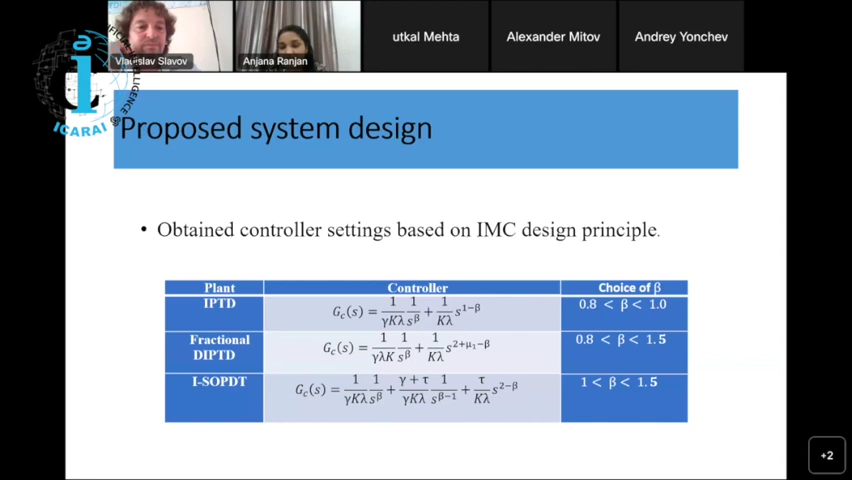 Vladislav Slavov
Anjana Ranjan
utkal Mehta
Alexander Mitov
Andrey Yonchev
ICARAI
Proposed system design
• Obtained controller settings based on IMC design principle.
Plant Controller Choice of β
IPTD G_c(s) = 1/(γKλ) 1/s^β + 1/(Kλ) s^(1−β) 0.8 < β < 1.0
Fractional DIPTD G_c(s) = 1/(γλK) 1/s^β + 1/(Kλ) s^(2+μ₁−β) 0.8 < β < 1.5
I-SOPDT G_c(s) = 1/(γKλ) 1/s^β + (γ + τ)/(γKλ) 1/s^(β−1) + τ/(Kλ) s^(2−β) 1 < β < 1.5
+2